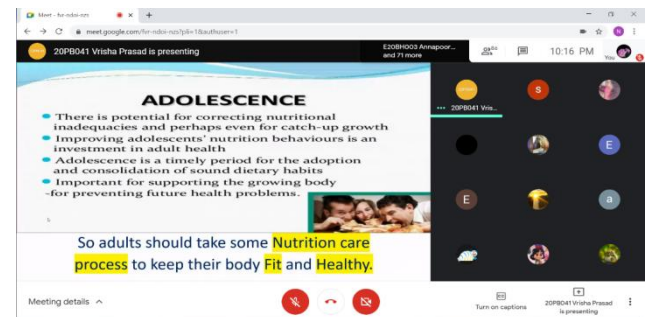 Meet - fsr-ndoi-nzs
meet.google.com/fsr-ndoi-nzs?pli=1&authuser=1
20PB041 Vrisha Prasad is presenting
E20BH003 Annapoor...
and 71 more
10:16 PM
You
ADOLESCENCE
There is potential for correcting nutritional
inadequacies and perhaps even for catch-up growth
Improving adolescents' nutrition behaviours is an
investment in adult health
Adolescence is a timely period for the adoption
and consolidation of sound dietary habits
Important for supporting the growing body
-for preventing future health problems.
So adults should take some Nutrition care
process to keep their body Fit and Healthy.
20PB041 Vris...
S
E
E
a
Meeting details
Turn on captions
20PB041 Vrisha Prasad
is presenting